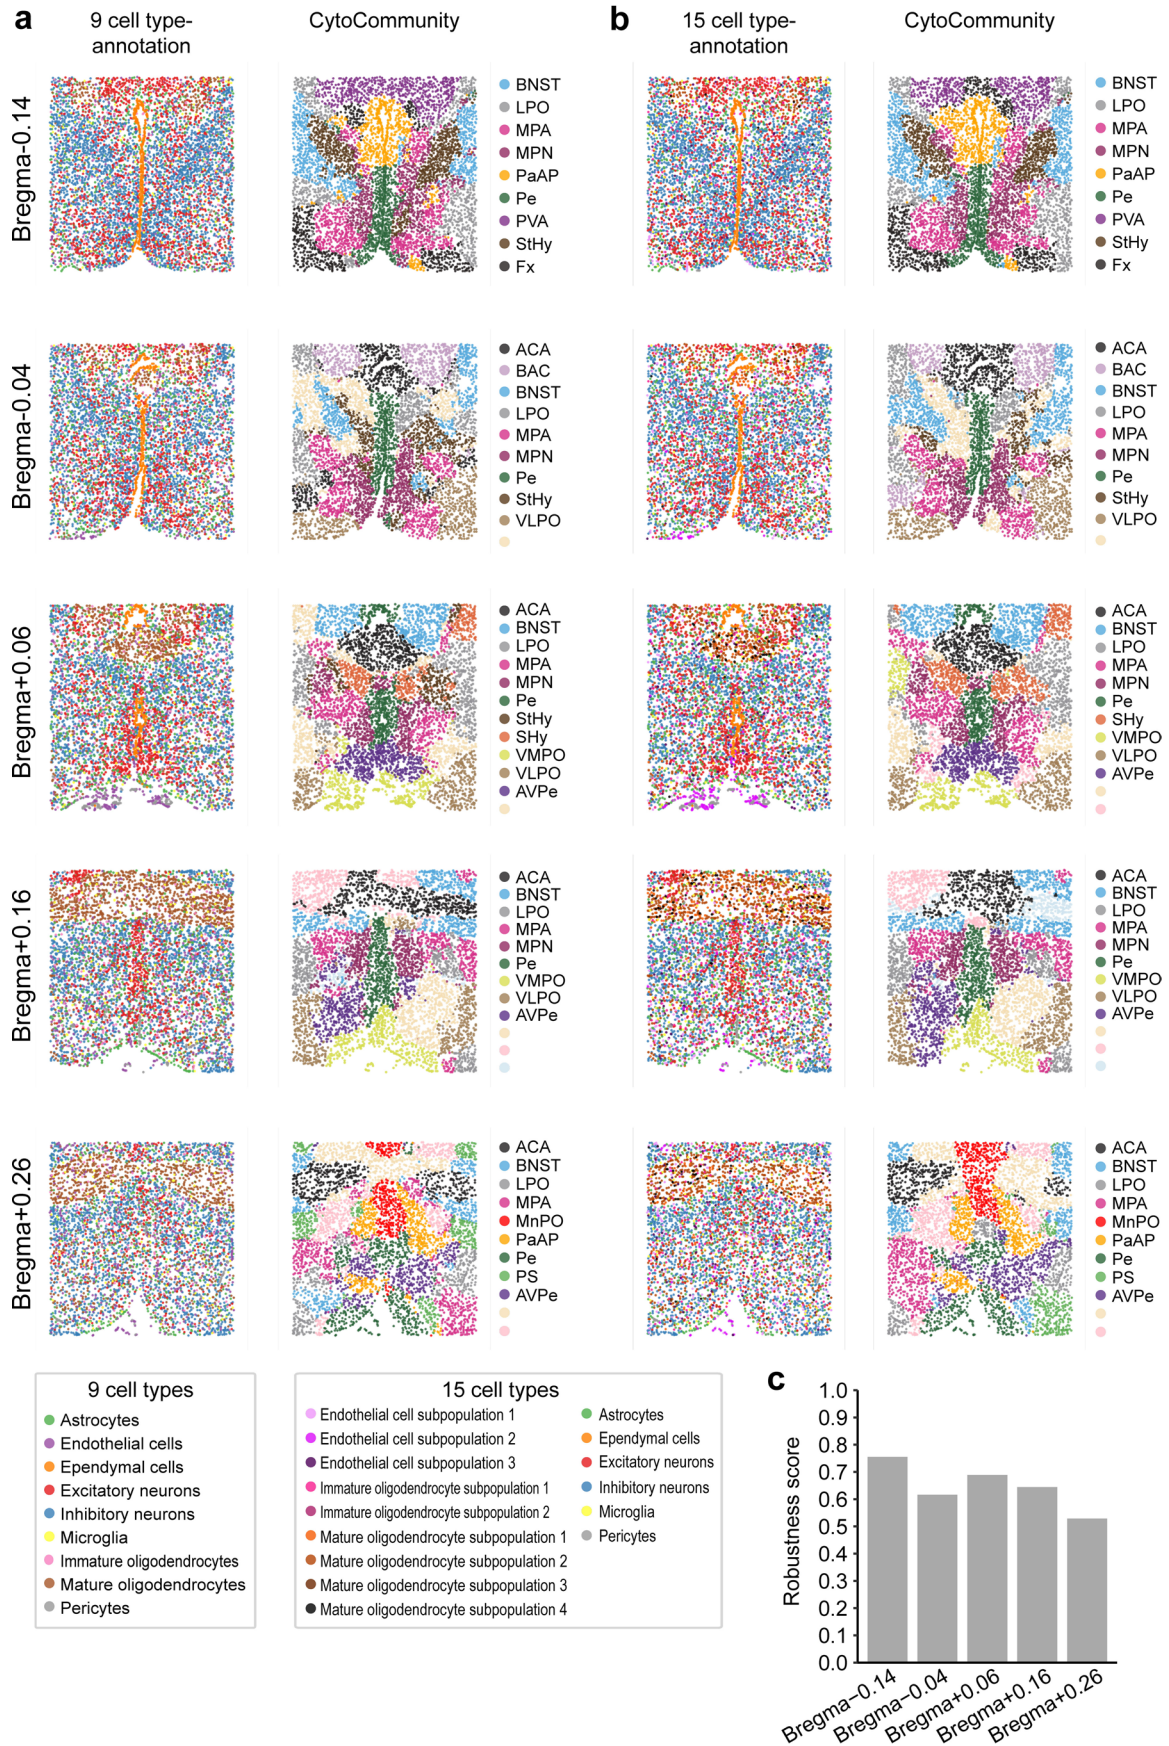 a
9 cell type-
annotation
CytoCommunity
b
15 cell type-
annotation
CytoCommunity
Bregma-0.14
BNST
LPO
MPA
MPN
PaAP
Pe
PVA
StHy
Fx
BNST
LPO
MPA
MPN
PaAP
Pe
PVA
StHy
Fx
Bregma-0.04
ACA
BAC
BNST
LPO
MPA
MPN
Pe
StHy
VLPO
ACA
BAC
BNST
LPO
MPA
MPN
Pe
StHy
VLPO
Bregma+0.06
ACA
BNST
LPO
MPA
MPN
Pe
StHy
SHy
VMPO
VLPO
AVPe
ACA
BNST
LPO
MPA
MPN
Pe
SHy
VMPO
VLPO
AVPe
Bregma+0.16
ACA
BNST
LPO
MPA
MPN
Pe
VMPO
VLPO
AVPe
ACA
BNST
LPO
MPA
MPN
Pe
VMPO
VLPO
AVPe
Bregma+0.26
ACA
BNST
LPO
MPA
MnPO
PaAP
Pe
PS
AVPe
ACA
BNST
LPO
MPA
MnPO
PaAP
Pe
PS
AVPe
9 cell types
Astrocytes
Endothelial cells
Ependymal cells
Excitatory neurons
Inhibitory neurons
Microglia
Immature oligodendrocytes
Mature oligodendrocytes
Pericytes
15 cell types
Endothelial cell subpopulation 1
Endothelial cell subpopulation 2
Endothelial cell subpopulation 3
Immature oligodendrocyte subpopulation 1
Immature oligodendrocyte subpopulation 2
Mature oligodendrocyte subpopulation 1
Mature oligodendrocyte subpopulation 2
Mature oligodendrocyte subpopulation 3
Mature oligodendrocyte subpopulation 4
Astrocytes
Ependymal cells
Excitatory neurons
Inhibitory neurons
Microglia
Pericytes
c
Robustness score
1.0
0.9
0.8
0.7
0.6
0.5
0.4
0.3
0.2
0.1
0.0
Bregma−0.14
Bregma−0.04
Bregma+0.06
Bregma+0.16
Bregma+0.26